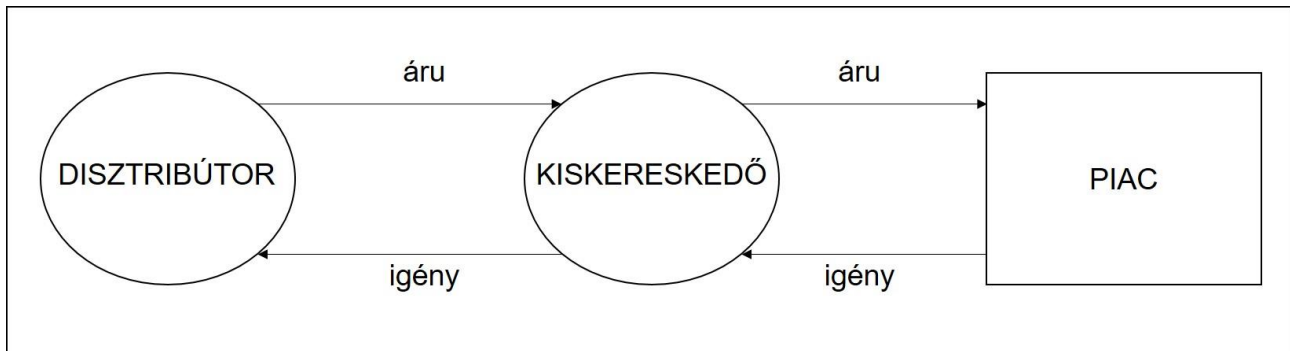 áru
áru
DISZTRIBÚTOR
KISKERESKEDŐ
PIAC
igény
igény